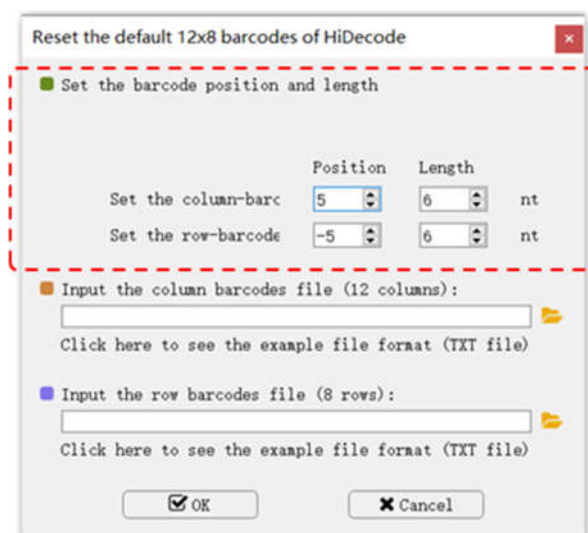 Reset the default 12x8 barcodes of HiDecode
Set the barcode position and length
Position Length
Set the column-barc 5 6 nt
Set the row-barcode -5 6 nt
Input the column barcodes file (12 columns):
Click here to see the example file format (TXT file)
Input the row barcodes file (8 rows):
Click here to see the example file format (TXT file)
OK Cancel